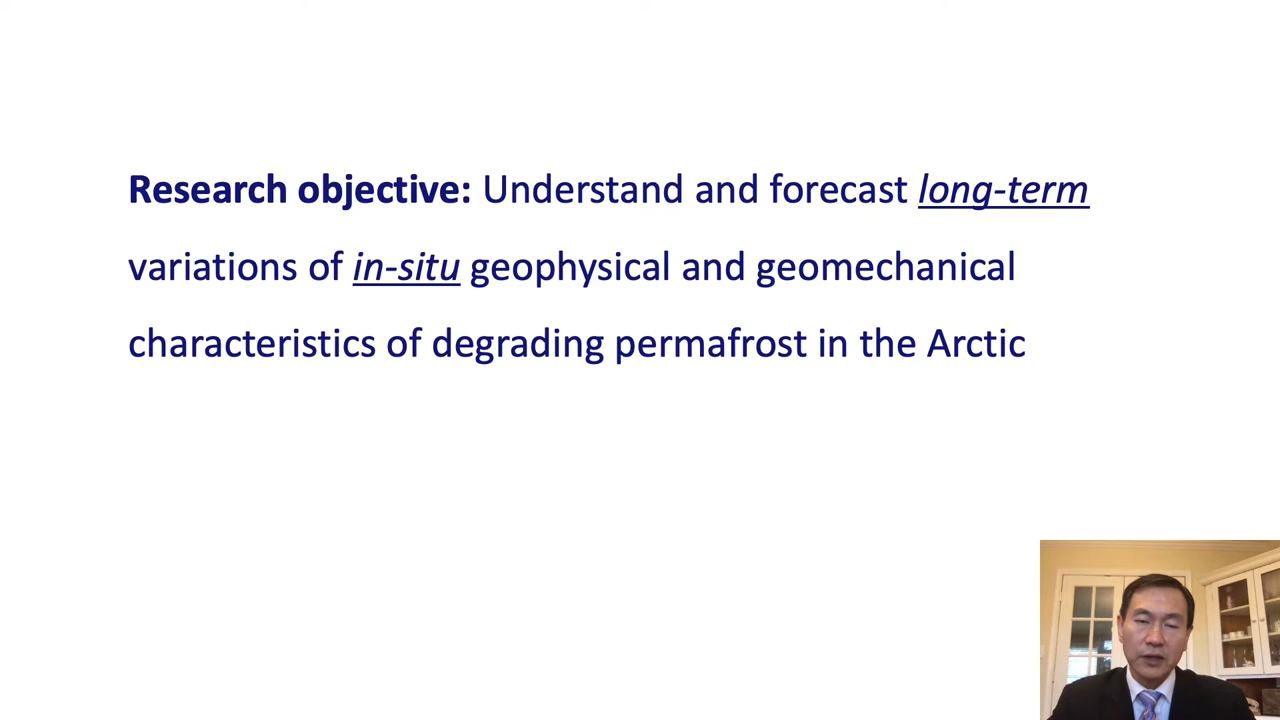 Research objective: Understand and forecast long-term
variations of in-situ geophysical and geomechanical
characteristics of degrading permafrost in the Arctic